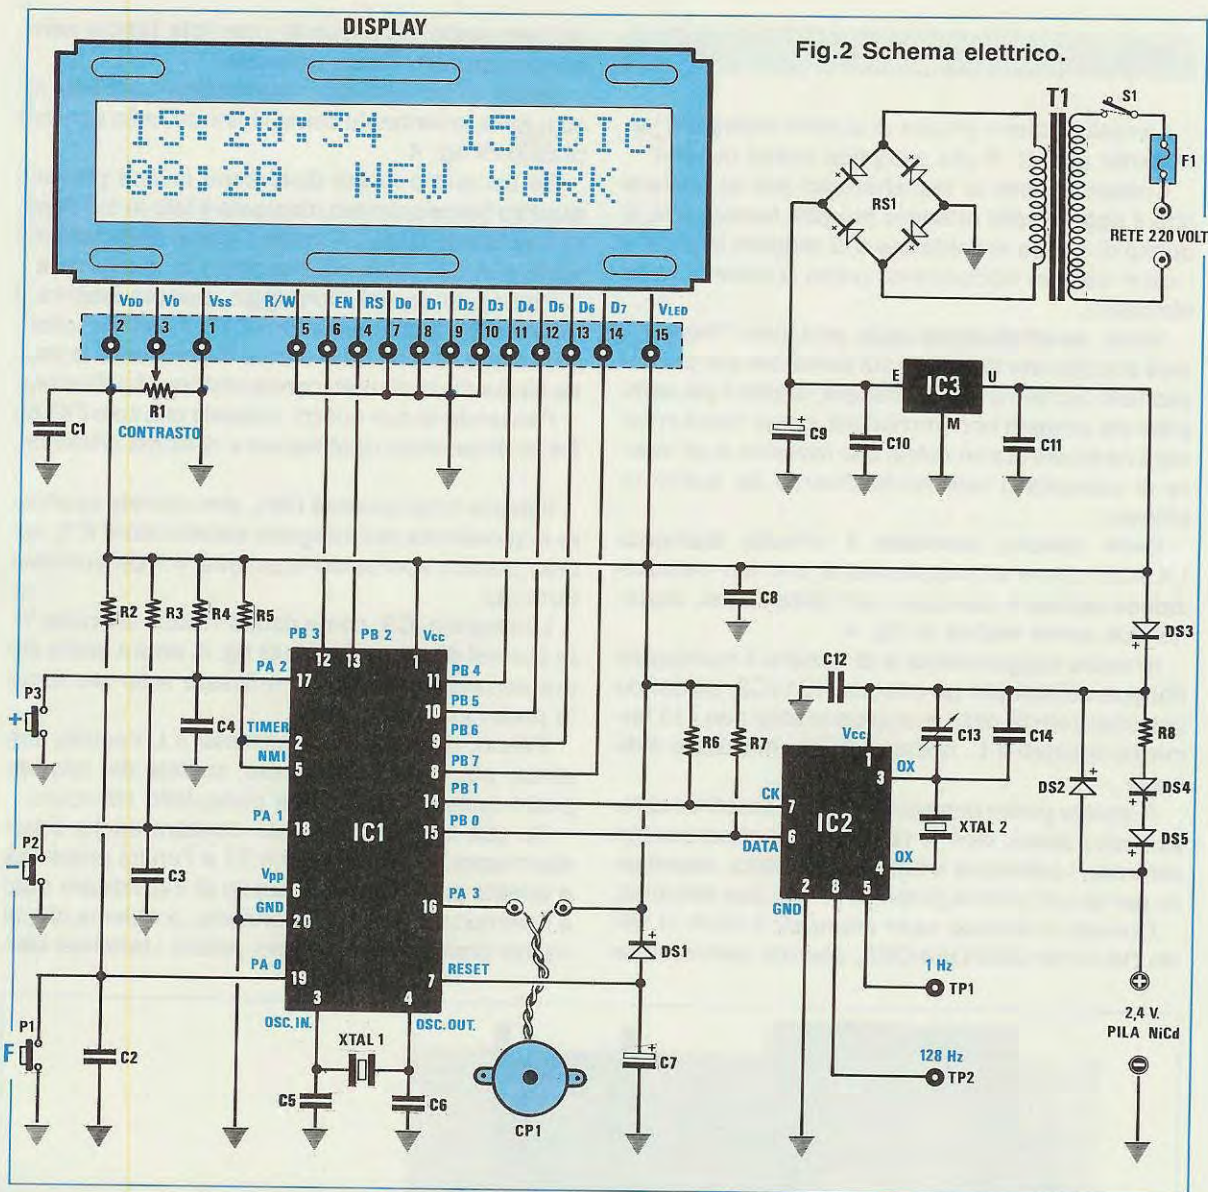 DISPLAY
Fig.2 Schema elettrico.
15:20:34 15 DIC
09:20 NEW YORK
T1
S1
F1
RS1
RETE 220 VOLT
VDD V0 VSS R/W EN RS D0 D1 D2 D3 D4 D5 D6 D7 VLED
2 3 1 5 6 4 7 8 9 10 11 12 13 14 15
R1
CONTRASTO
C1
E IC3 U
M
C9
C10
C11
R2 R3 R4 R5
C8
DS3
PB 3 PB 2 Vcc
12 13 1
PA 2 17
11 PB 4
10 PB 5
9 PB 6
8 PB 7
14 PB 1
15 PB 0
P3
+
C4
TIMER 2
NMI 5
IC1
PA 1 18
P2
-
C3
Vpp 6
GND 20
PA 3 16
PA 0 19
RESET 7
3 4
OSC.IN. OSC.OUT.
P1
F
C2
XTAL 1
C5
C6
CP1
DS1
C7
R6 R7
C12
Vcc
1
3 OX
C13
C14
CK 7
IC2
DATA 6
XTAL 2
4 OX
2 8 5
GND
DS2
R8
DS4
DS5
1 Hz
TP1
128 Hz
TP2
+
2,4 V.
PILA NiCd
-